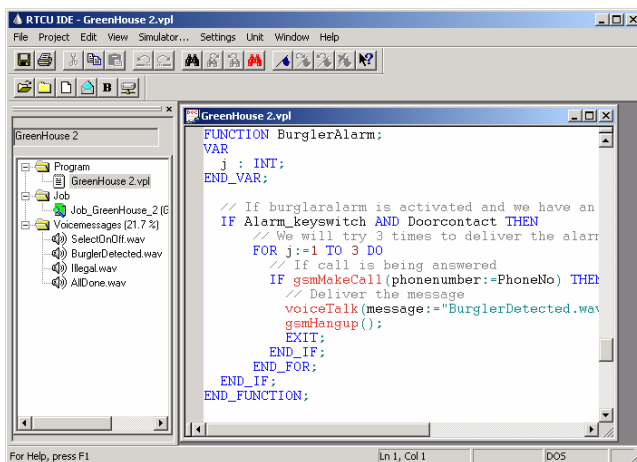 RTCU IDE - GreenHouse 2.vpl
File Project Edit View Simulator... Settings Unit Window Help
B
GreenHouse 2
Program
GreenHouse 2.vpl
Job
Job_GreenHouse_2 (G
Voicemessages (21.7 %)
SelectOnOff.wav
BurglerDetected.wav
Illegal.wav
AllDone.wav
GreenHouse 2.vpl
FUNCTION BurglerAlarm;
VAR
j : INT;
END_VAR;
// If burglaralarm is activated and we have an
IF Alarm_keyswitch AND Doorcontact THEN
// We will try 3 times to deliver the alar
FOR j:=1 TO 3 DO
// If call is being answered
IF gsmMakeCall(phonenumber:=PhoneNo) THEN
// Deliver the message
voiceTalk(message:="BurglerDetected.wav
gsmHangup();
EXIT;
END_IF;
END_FOR;
END_IF;
END_FUNCTION;
For Help, press F1
Ln 1, Col 1
DOS